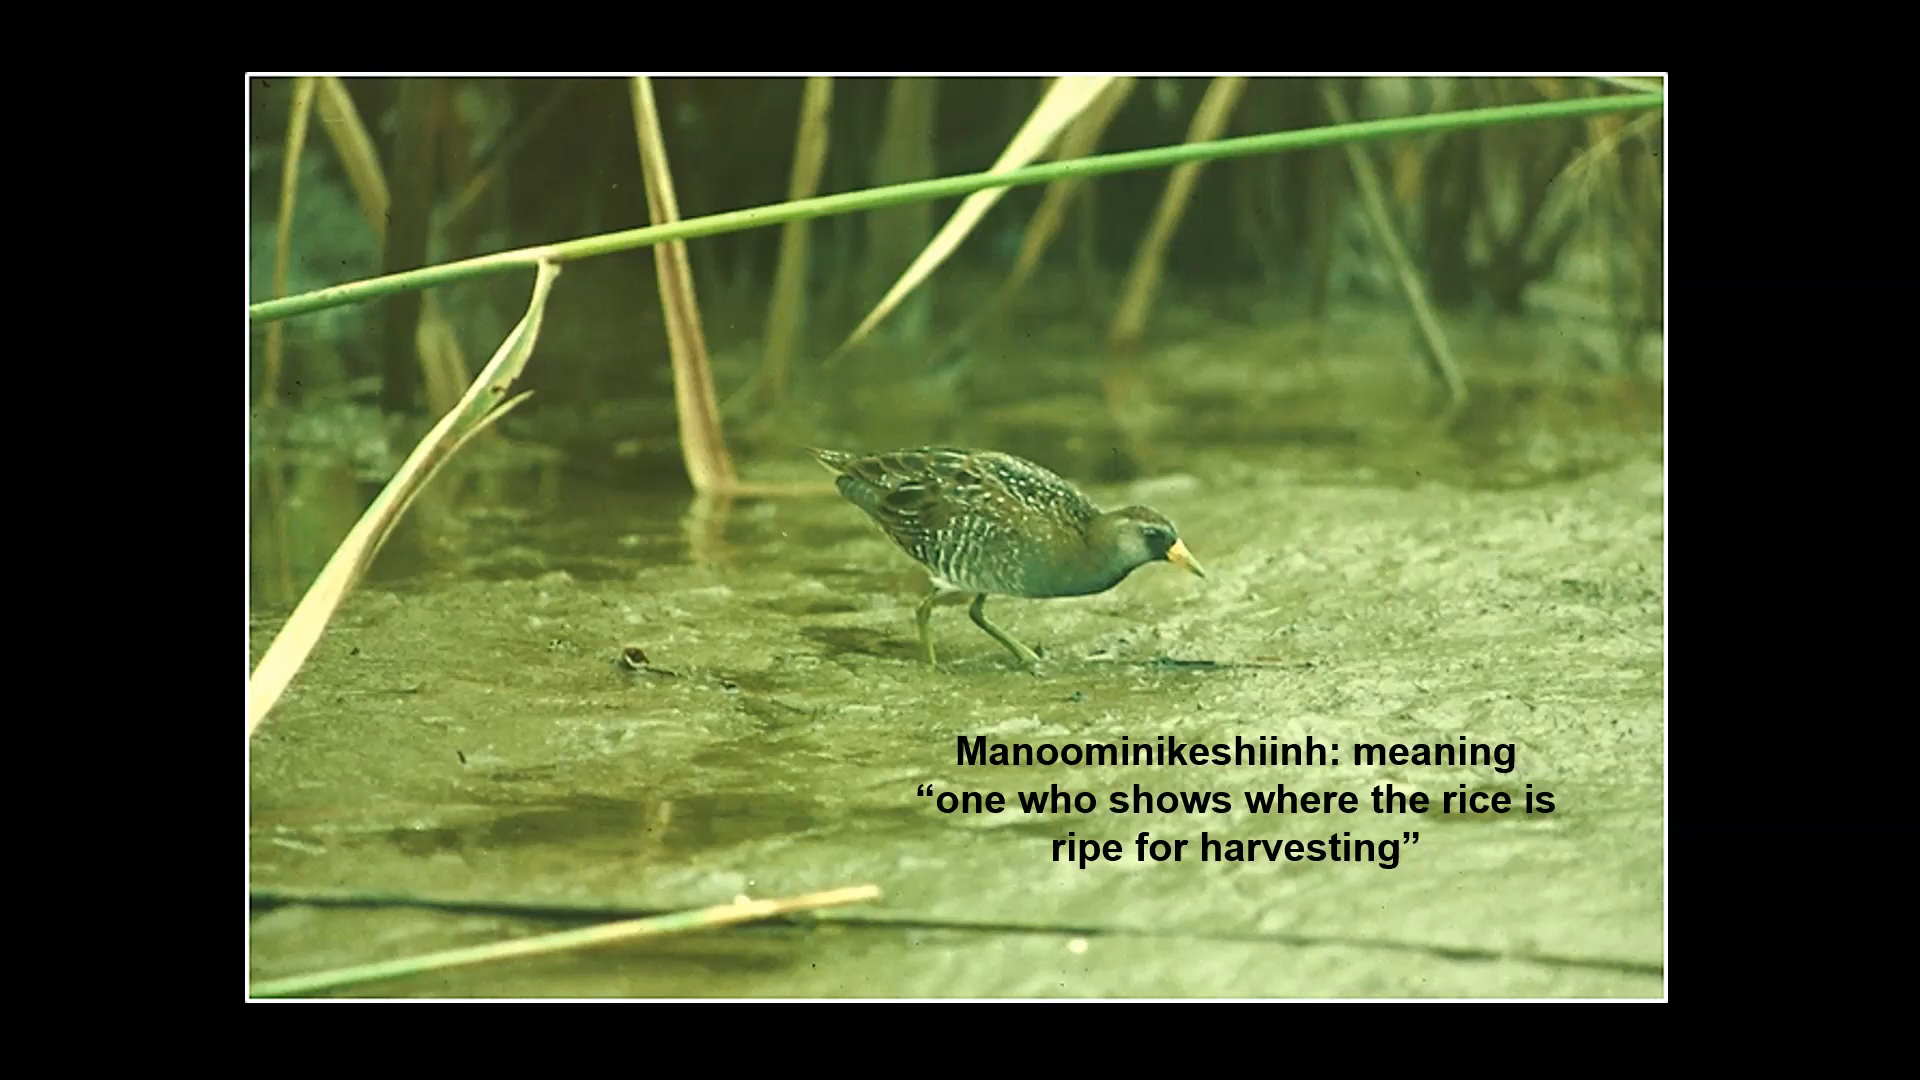 Manoominikeshiinh: meaning
“one who shows where the rice is
ripe for harvesting”